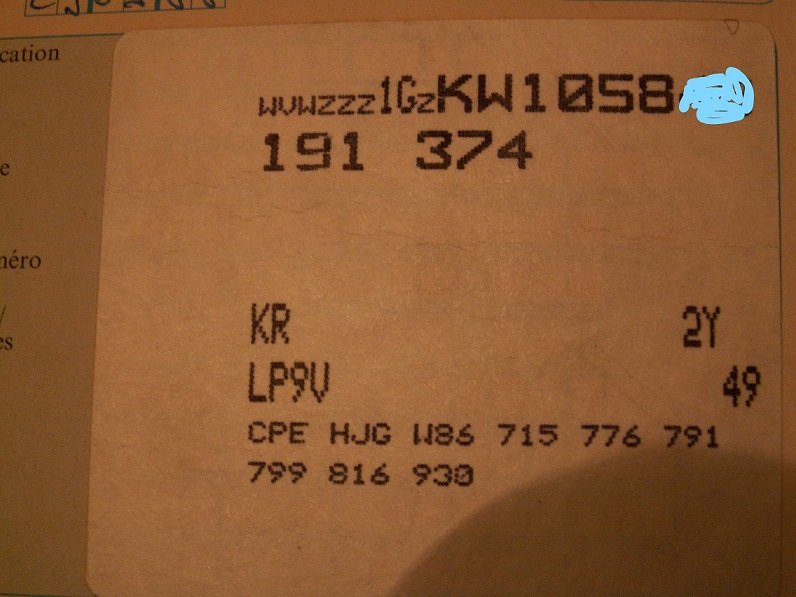 cation
WVWZZZ1GZKW1058
191 374
e
méro
KR 2Y
/
es
LP9V 49
CPE HJG W86 715 776 791
799 816 930